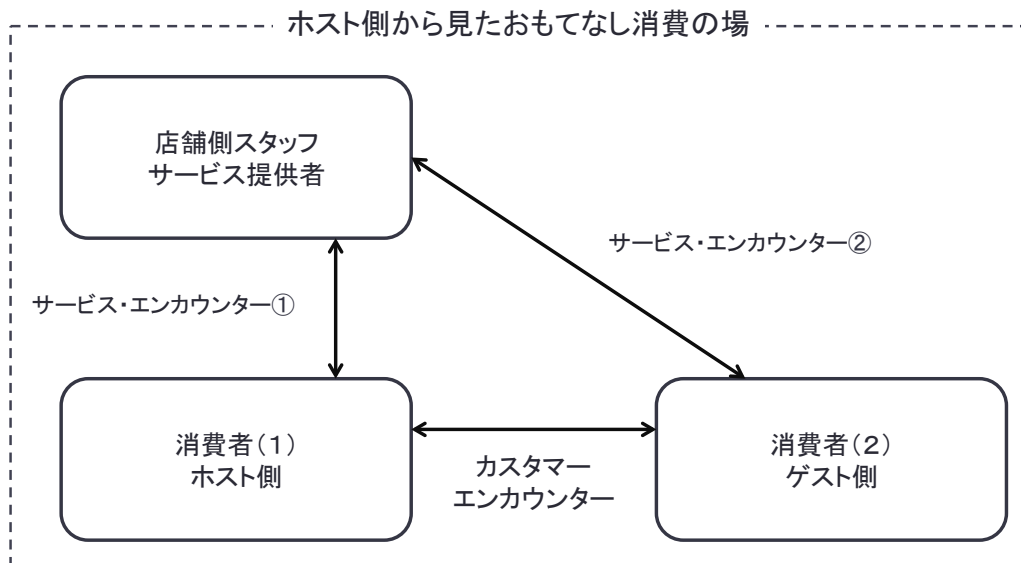 ホスト側から見たおもてなし消費の場
店舗側スタッフ
サービス提供者
サービス・エンカウンター②
サービス・エンカウンター①
消費者(1)
ホスト側
カスタマー
エンカウンター
消費者(2)
ゲスト側